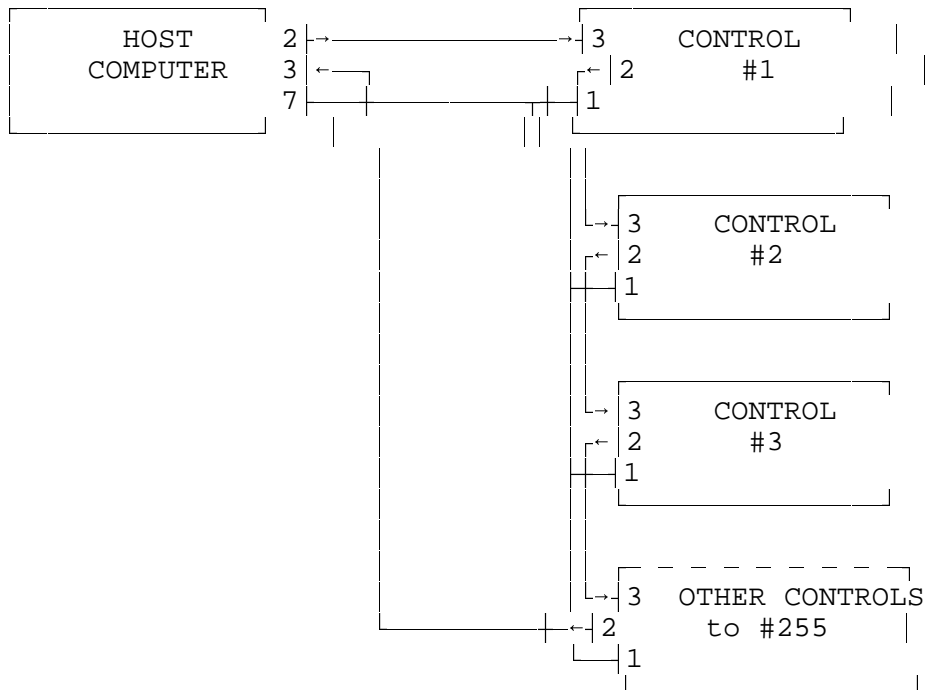 HOST 2 → → 3 CONTROL
COMPUTER 3 ← ← 2 #1
7 1
→ 3 CONTROL
← 2 #2
1
→ 3 CONTROL
← 2 #3
1
→ 3 OTHER CONTROLS
← 2 to #255
1